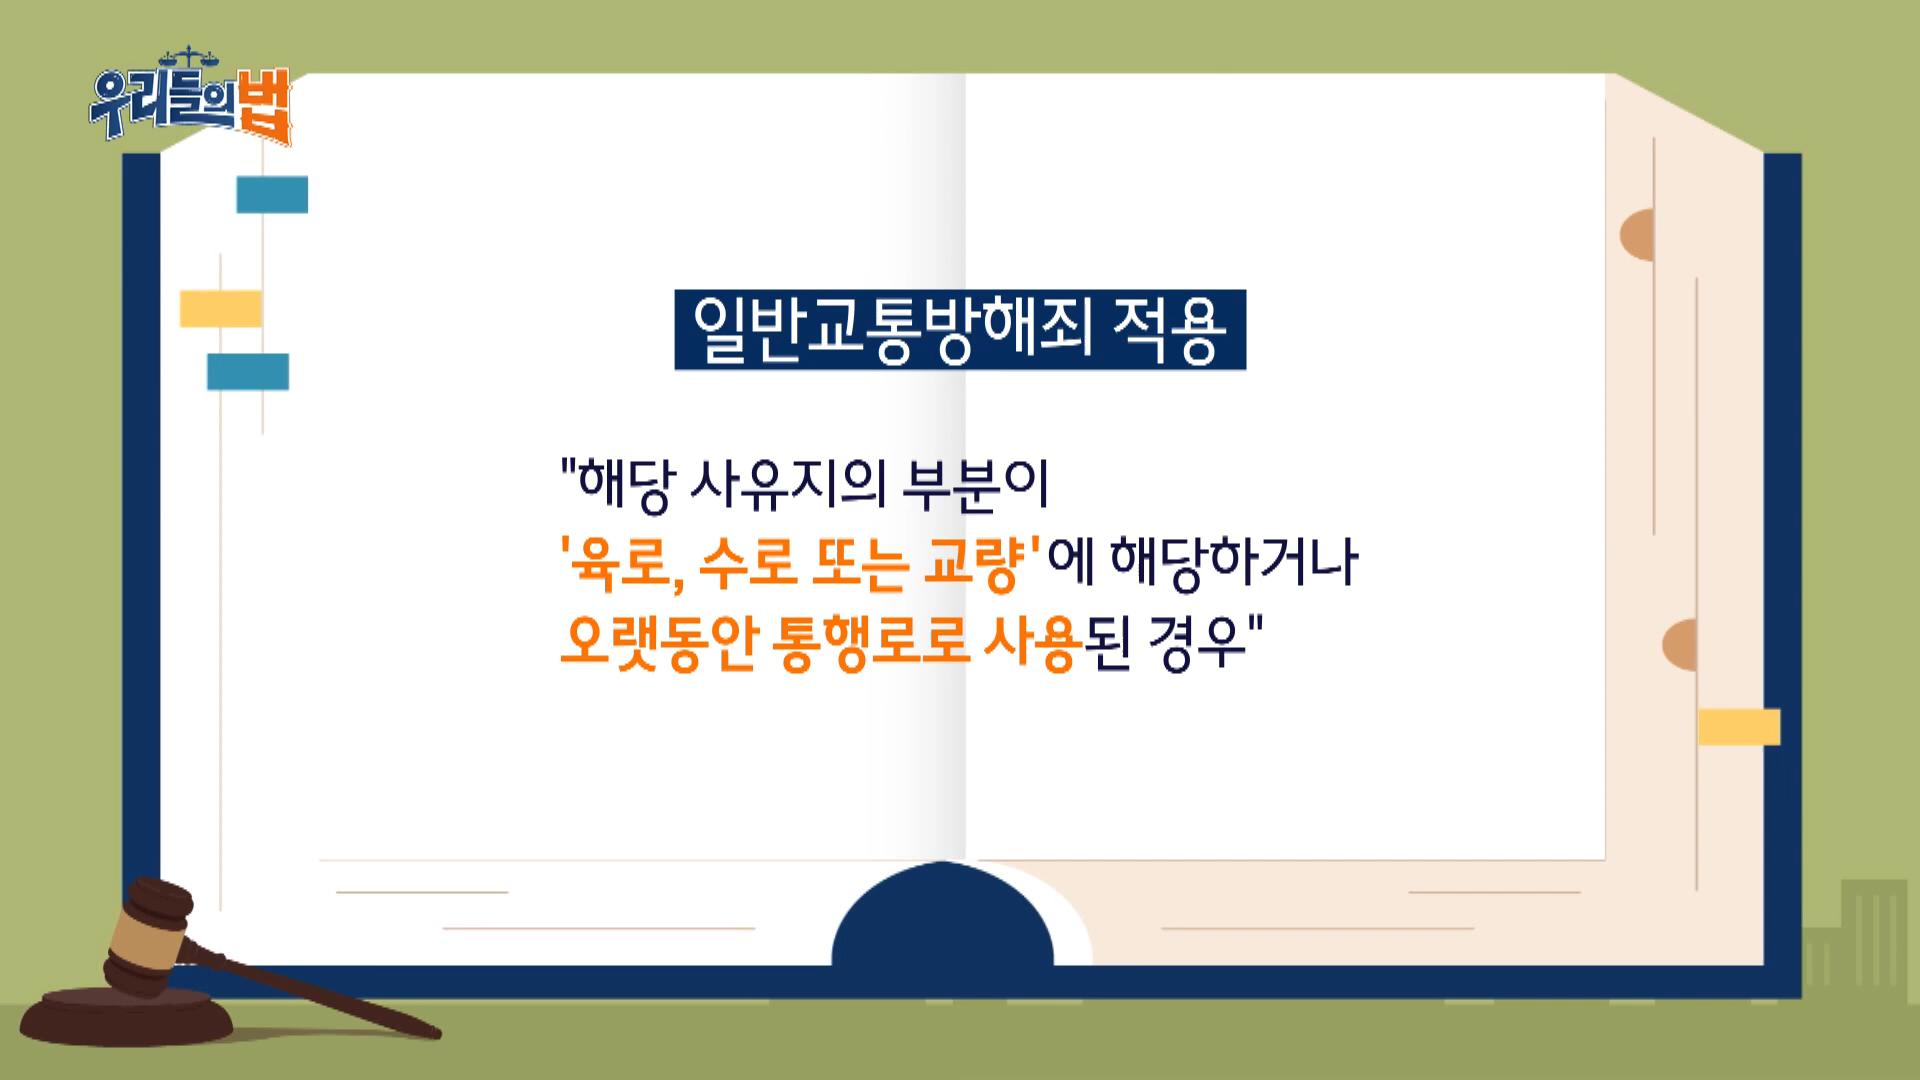 우리들의 법
일반교통방해죄 적용
"해당 사유지의 부분이
'육로, 수로 또는 교량'에 해당하거나
오랫동안 통행로로 사용된 경우"